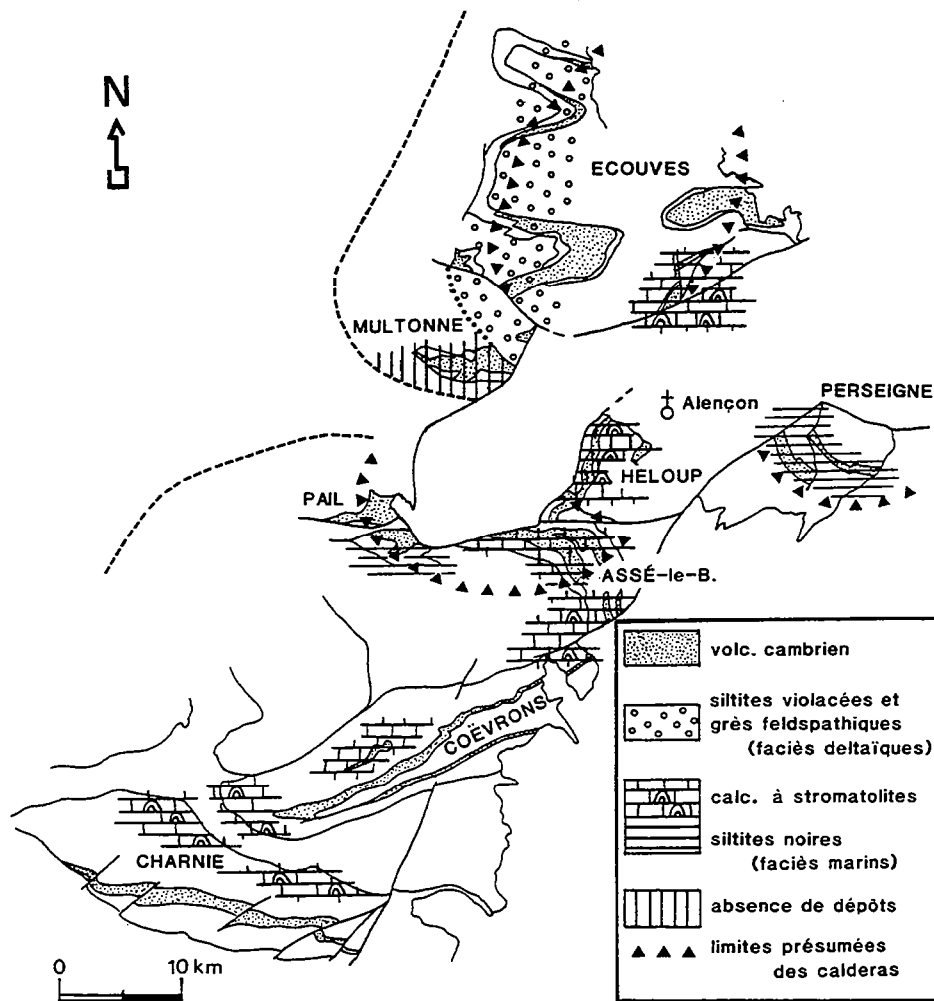 N
ECOUVES
MULTONNE
PERSEIGNE
Alençon
HELOUP
PAIL
ASSÉ-le-B.
COËVRONS
CHARNIE
0 10 km
volc. cambrien
siltites violacées et
grès feldspathiques
(faciès deltaïques)
calc. à stromatolites
siltites noires
(faciès marins)
absence de dépôts
limites présumées
des calderas